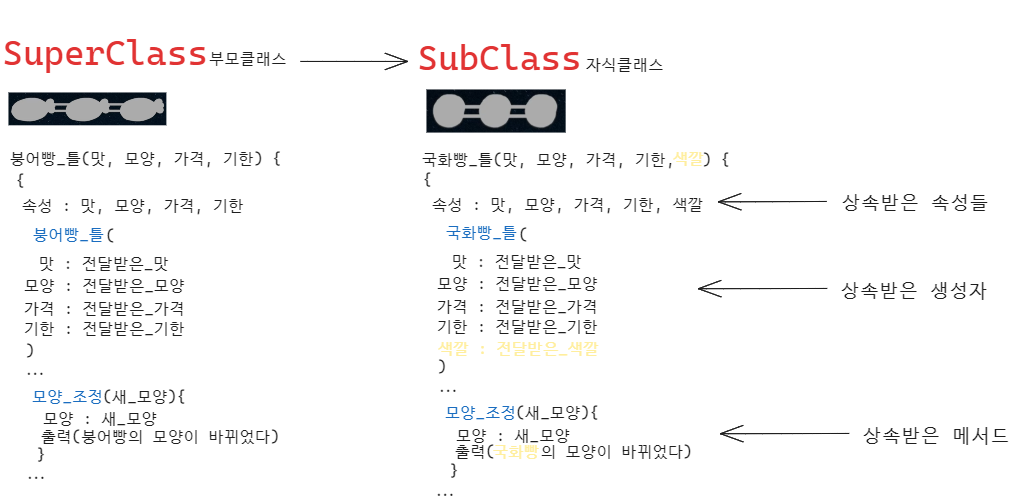 SuperClass 부모클래스
붕어빵_틀(맛, 모양, 가격, 기한) {
{
속성 : 맛, 모양, 가격, 기한
붕어빵_틀(
맛 : 전달받은_맛
모양 : 전달받은_모양
가격 : 전달받은_가격
기한 : 전달받은_기한
)
...
모양_조정(새_모양){
모양 : 새_모양
출력(붕어빵의 모양이 바뀌었다)
}
...
SubClass 자식클래스
국화빵_틀(맛, 모양, 가격, 기한,색깔) {
{
속성 : 맛, 모양, 가격, 기한, 색깔
국화빵_틀(
맛 : 전달받은_맛
모양 : 전달받은_모양
가격 : 전달받은_가격
기한 : 전달받은_기한
색깔 : 전달받은_색깔
)
...
모양_조정(새_모양){
모양 : 새_모양
출력(국화빵의 모양이 바뀌었다)
}
...
상속받은 속성들
상속받은 생성자
상속받은 메서드